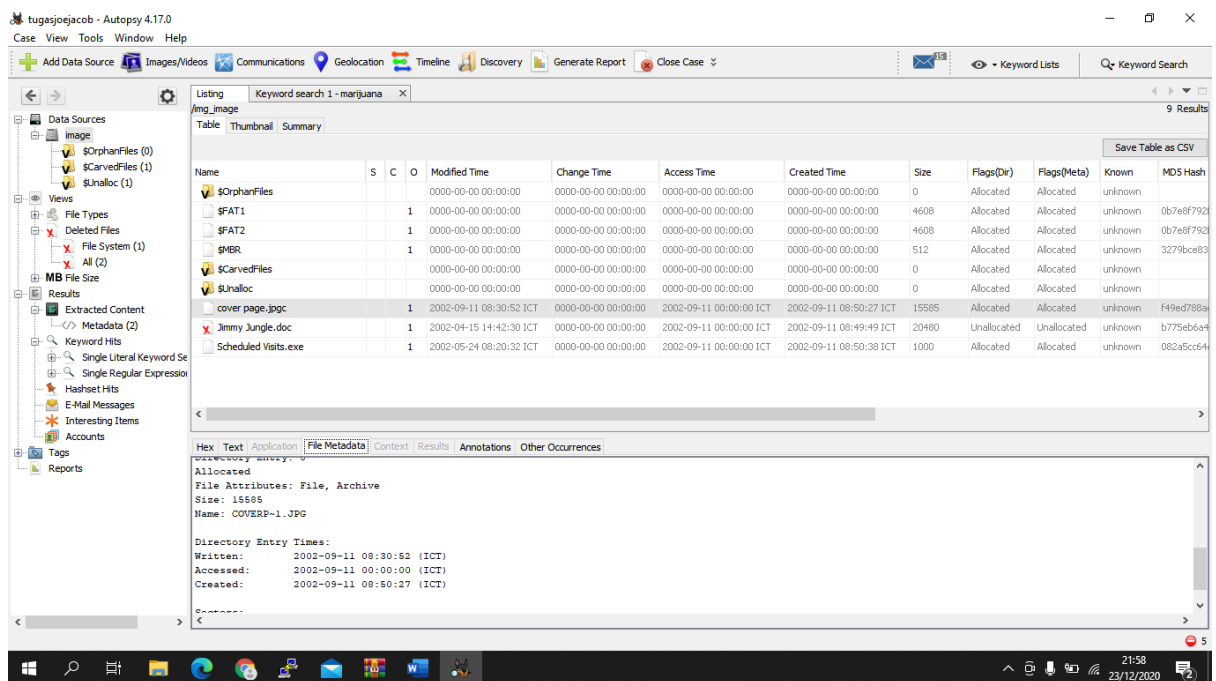 tugasjoejacob - Autopsy 4.17.0
Case View Tools Window Help
Add Data Source Images/Videos Communications Geolocation Timeline Discovery Generate Report Close Case 15 Keyword Lists Keyword Search
Listing Keyword search 1 - marijuana
/img_image 9 Results
Table Thumbnail Summary
Save Table as CSV
Data Sources
image
$OrphanFiles (0)
$CarvedFiles (1)
$Unalloc (1)
Views
File Types
Deleted Files
File System (1)
All (2)
MB File Size
Results
Extracted Content
Metadata (2)
Keyword Hits
Single Literal Keyword Se
Single Regular Expression
Hashset Hits
E-Mail Messages
Interesting Items
Accounts
Tags
Reports
Name S C O Modified Time Change Time Access Time Created Time Size Flags(Dir) Flags(Meta) Known MD5 Hash
$OrphanFiles 0000-00-00 00:00:00 0000-00-00 00:00:00 0000-00-00 00:00:00 0000-00-00 00:00:00 0 Allocated Allocated unknown
$FAT1 1 0000-00-00 00:00:00 0000-00-00 00:00:00 0000-00-00 00:00:00 0000-00-00 00:00:00 4608 Allocated Allocated unknown 0b7e8f792
$FAT2 1 0000-00-00 00:00:00 0000-00-00 00:00:00 0000-00-00 00:00:00 0000-00-00 00:00:00 4608 Allocated Allocated unknown 0b7e8f792
$MBR 1 0000-00-00 00:00:00 0000-00-00 00:00:00 0000-00-00 00:00:00 0000-00-00 00:00:00 512 Allocated Allocated unknown 3279bce83
$CarvedFiles 0000-00-00 00:00:00 0000-00-00 00:00:00 0000-00-00 00:00:00 0000-00-00 00:00:00 0 Allocated Allocated unknown
$Unalloc 0000-00-00 00:00:00 0000-00-00 00:00:00 0000-00-00 00:00:00 0000-00-00 00:00:00 0 Allocated Allocated unknown
cover page.jpgc 1 2002-09-11 08:30:52 ICT 0000-00-00 00:00:00 2002-09-11 00:00:00 ICT 2002-09-11 08:50:27 ICT 15585 Allocated Allocated unknown f49ed788a
Jimmy Jungle.doc 1 2002-04-15 14:42:30 ICT 0000-00-00 00:00:00 2002-09-11 00:00:00 ICT 2002-09-11 08:49:49 ICT 20480 Unallocated Unallocated unknown b775eb6a4
Scheduled Visits.exe 1 2002-05-24 08:20:32 ICT 0000-00-00 00:00:00 2002-09-11 00:00:00 ICT 2002-09-11 08:50:38 ICT 1000 Allocated Allocated unknown 082a5cc64
Hex Text Application File Metadata Context Results Annotations Other Occurrences
Directory Entry: 6
Allocated
File Attributes: File, Archive
Size: 15585
Name: COVERP~1.JPG
Directory Entry Times:
Written: 2002-09-11 08:30:52 (ICT)
Accessed: 2002-09-11 00:00:00 (ICT)
Created: 2002-09-11 08:50:27 (ICT)
Sectors:
5
21:58
23/12/2020
2